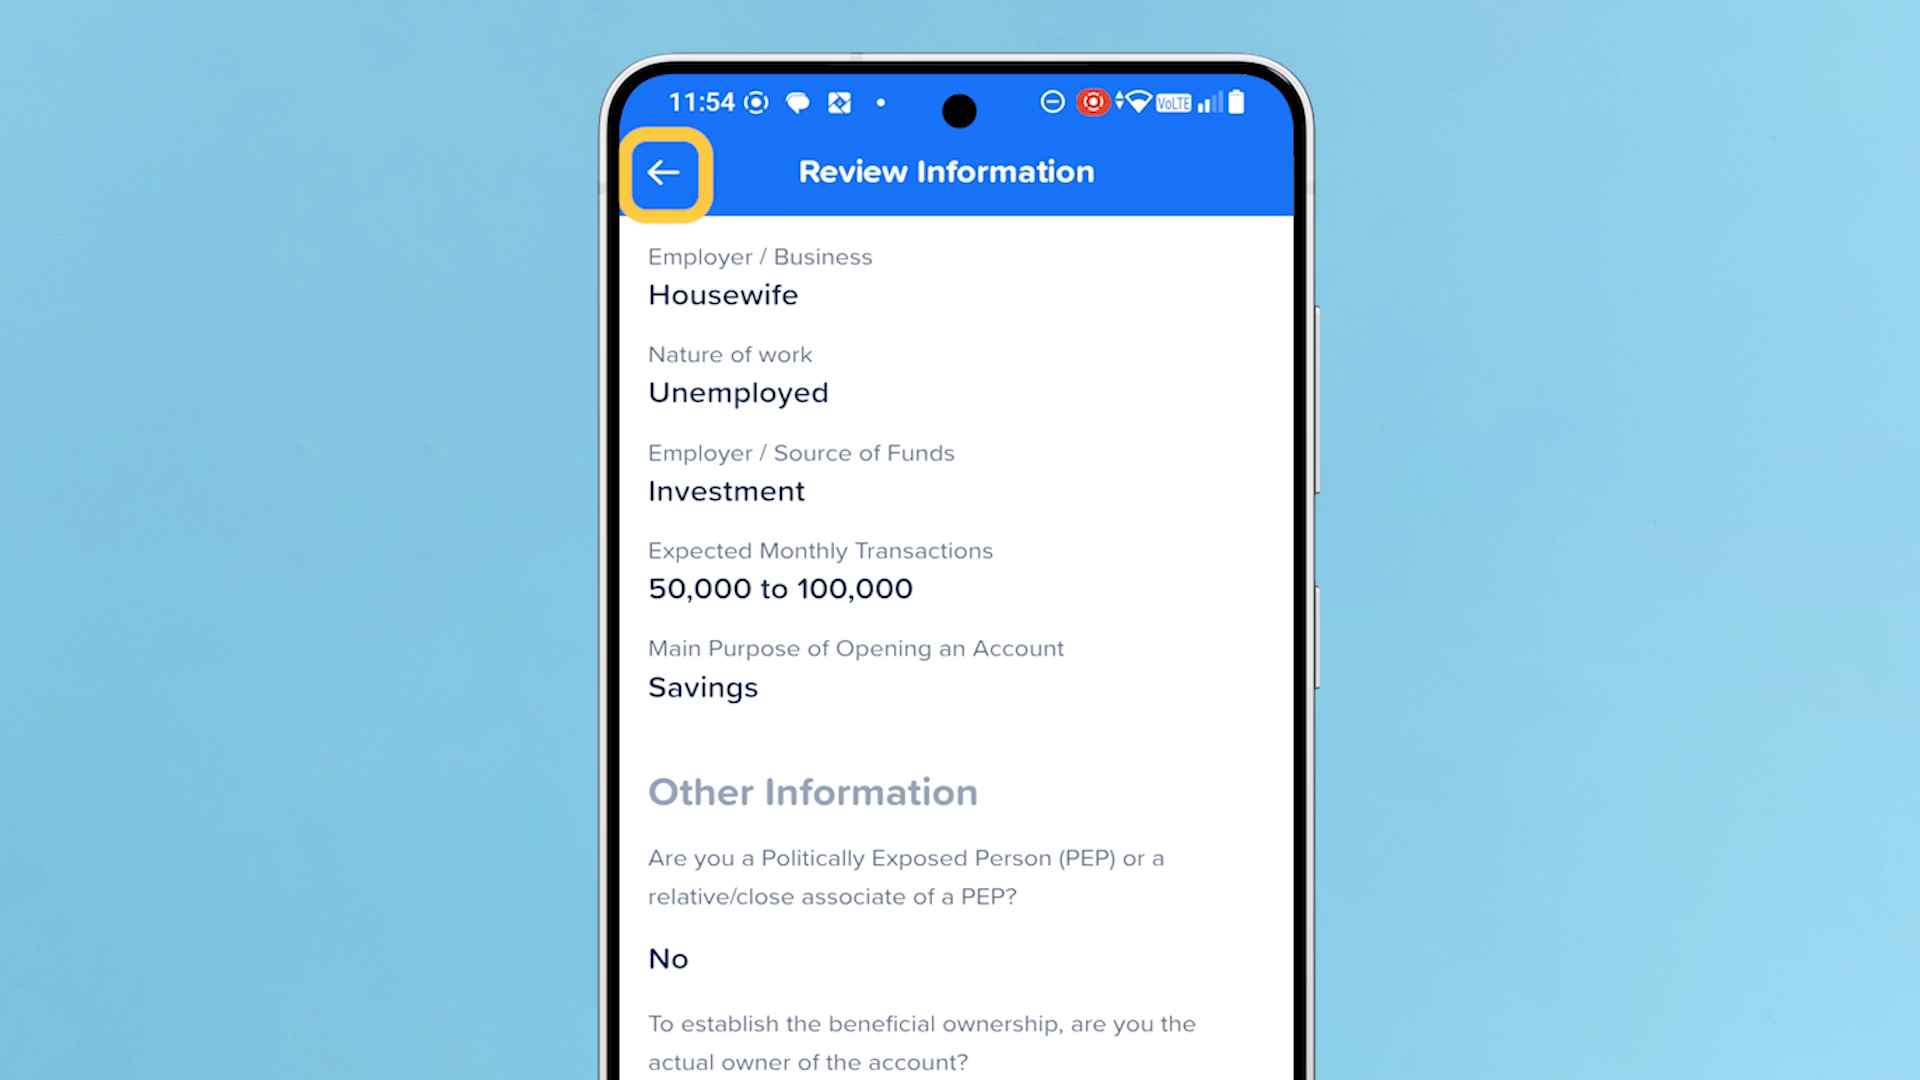 11:54
VoLTE
Review Information
Employer / Business
Housewife
Nature of work
Unemployed
Employer / Source of Funds
Investment
Expected Monthly Transactions
50,000 to 100,000
Main Purpose of Opening an Account
Savings
Other Information
Are you a Politically Exposed Person (PEP) or a
relative/close associate of a PEP?
No
To establish the beneficial ownership, are you the
actual owner of the account?